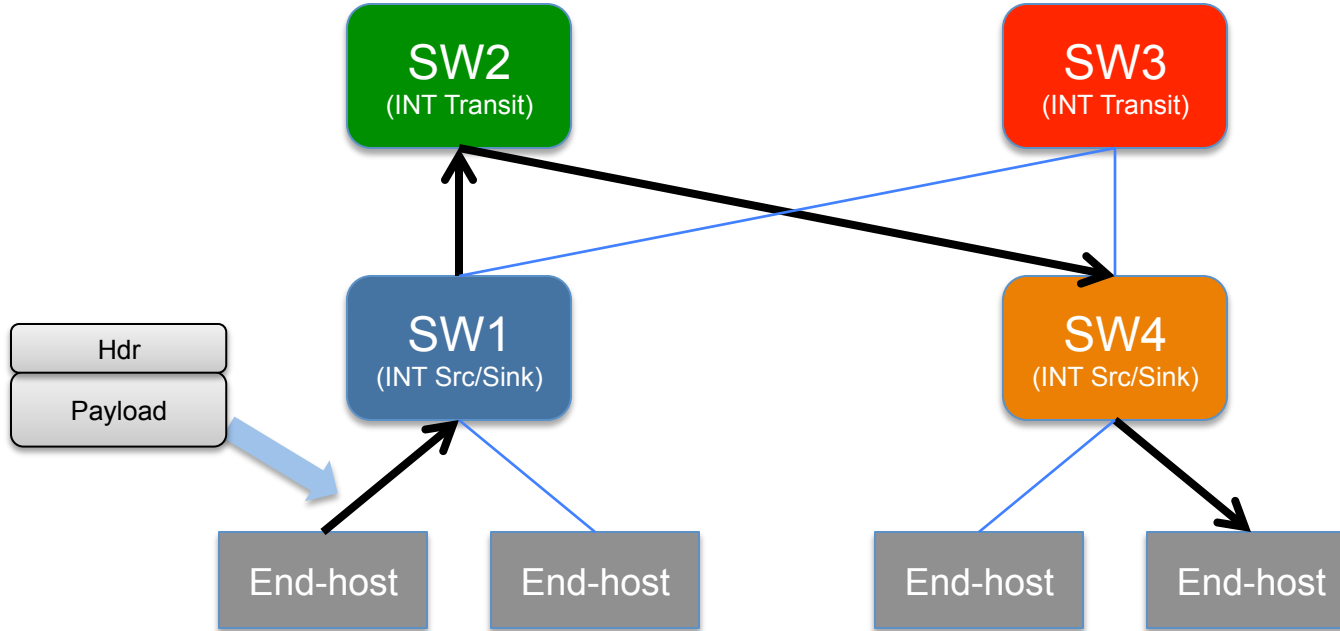 SW2
(INT Transit)
SW3
(INT Transit)
SW1
(INT Src/Sink)
SW4
(INT Src/Sink)
Hdr
Payload
End-host
End-host
End-host
End-host